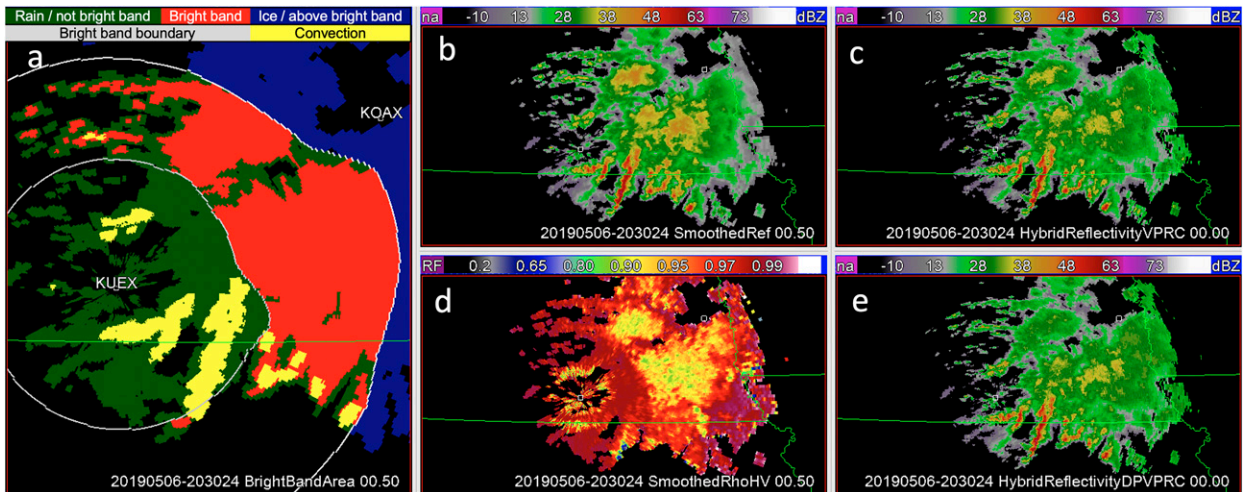 Rain / not bright band
Bright band
Ice / above bright band
Bright band boundary
Convection
a
KOAX
KUEX
20190506-203024 BrightBandArea 00.50
na -10 13 28 38 48 63 73 dBZ
b
20190506-203024 SmoothedRef 00.50
na -10 13 28 38 48 63 73 dBZ
c
20190506-203024 HybridReflectivityVPRC 00.00
RF 0.2 0.65 0.80 0.90 0.95 0.97 0.99
d
20190506-203024 SmoothedRhoHV 00.50
na -10 13 28 38 48 63 73 dBZ
e
20190506-203024 HybridReflectivityDPVPRC 00.00